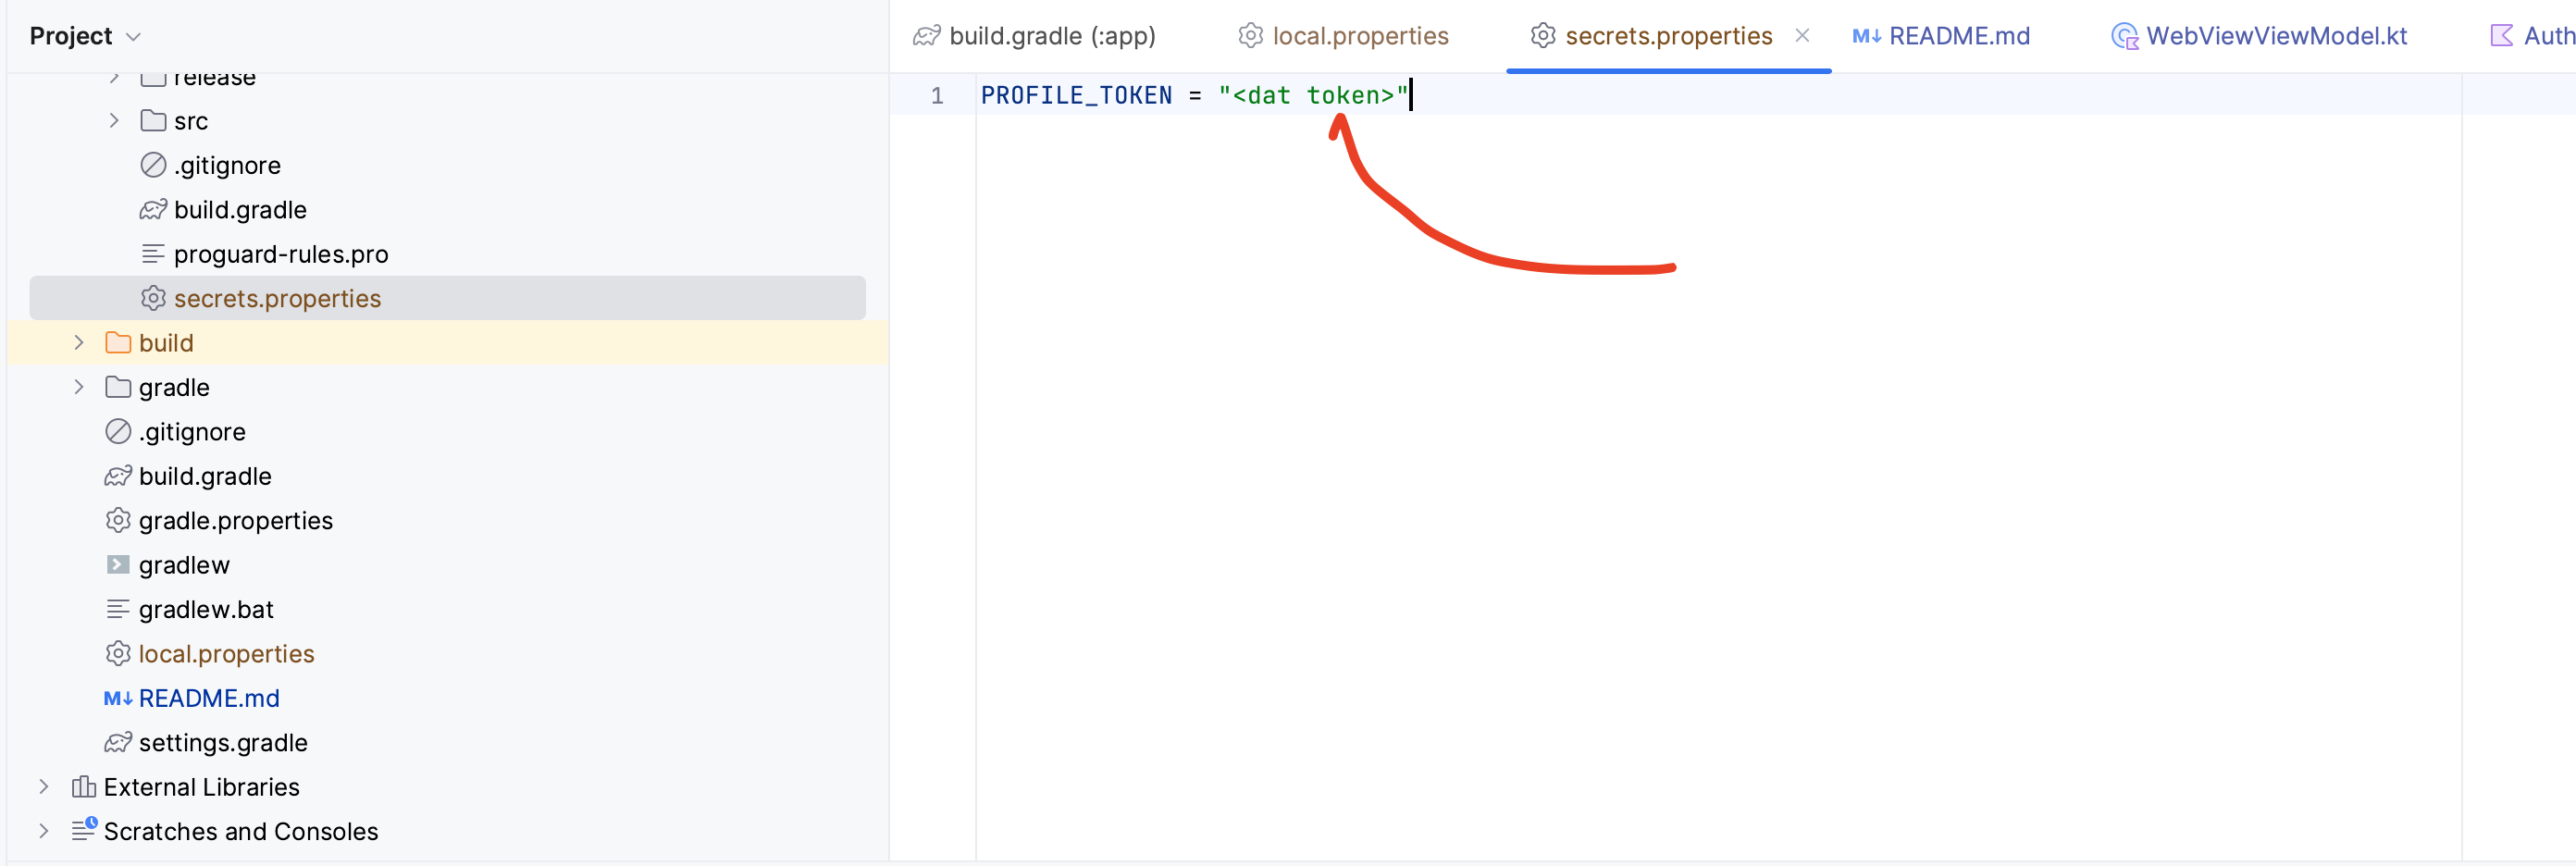 Project
build.gradle (:app)
local.properties
secrets.properties
README.md
WebViewViewModel.kt
Auth
release
src
.gitignore
build.gradle
proguard-rules.pro
secrets.properties
build
gradle
.gitignore
build.gradle
gradle.properties
gradlew
gradlew.bat
local.properties
README.md
settings.gradle
External Libraries
Scratches and Consoles
1 PROFILE_TOKEN = "<dat token>"